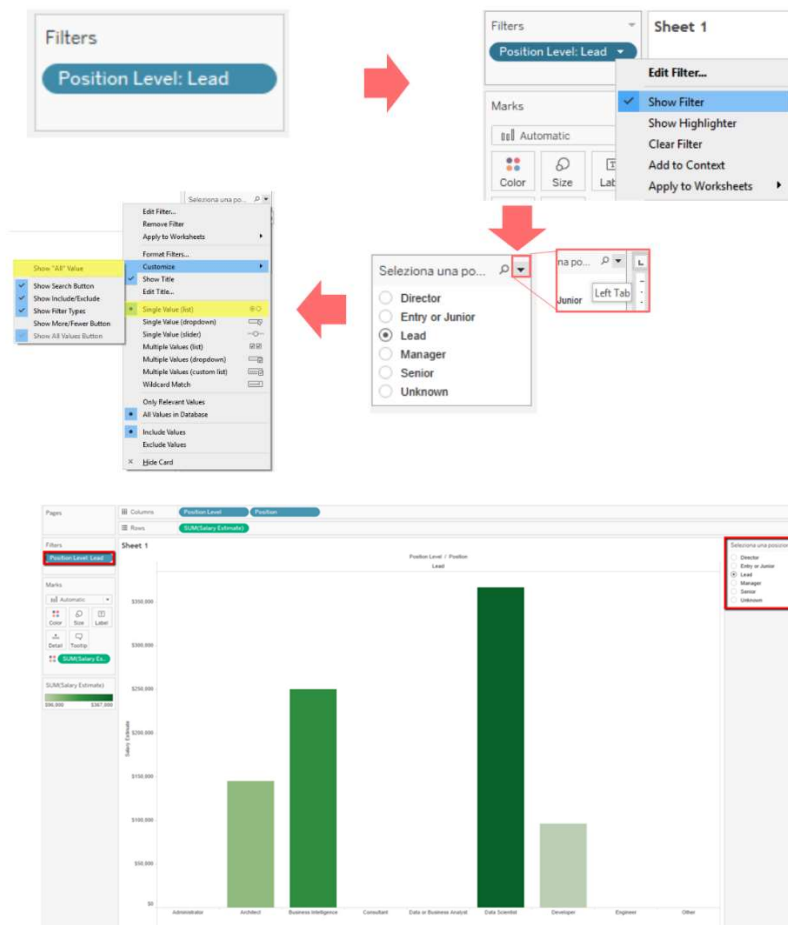 Filters
Position Level: Lead
Filters
Position Level: Lead
Marks
Automatic
Color
Size
Sheet 1
Edit Filter...
Show Filter
Show Highlighter
Clear Filter
Add to Context
Apply to Worksheets
Seleziona una po...
Director
Entry or Junior
Lead
Manager
Senior
Unknown
na po...
Junior
Left Tab
Seleziona una po...
Edit Filter...
Remove Filter
Apply to Worksheets
Format Filters...
Customize
Show Title
Edit Title...
Single Value (list)
Single Value (dropdown)
Single Value (slider)
Multiple Values (list)
Multiple Values (dropdown)
Multiple Values (custom list)
Wildcard Match
Only Relevant Values
All Values in Database
Include Values
Exclude Values
Hide Card
Show "All" Value
Show Search Button
Show Include/Exclude
Show Filter Types
Show More/Fewer Button
Show All Values Button
Pages
Columns
Position Level
Position
Rows
SUM(Salary Estimate)
Filters
Position Level: Lead
Marks
Automatic
Color
Size
Label
Detail
Tooltip
SUM(Salary Es..
SUM(Salary Estimate)
$96,000
$367,000
Sheet 1
Position Level / Position
Lead
Salary Estimate
$350,000
$300,000
$250,000
$200,000
$150,000
$100,000
$50,000
$0
Administrator
Architect
Business Intelligence
Consultant
Data or Business Analyst
Data Scientist
Developer
Engineer
Other
Seleziona una posizion
Director
Entry or Junior
Lead
Manager
Senior
Unknown